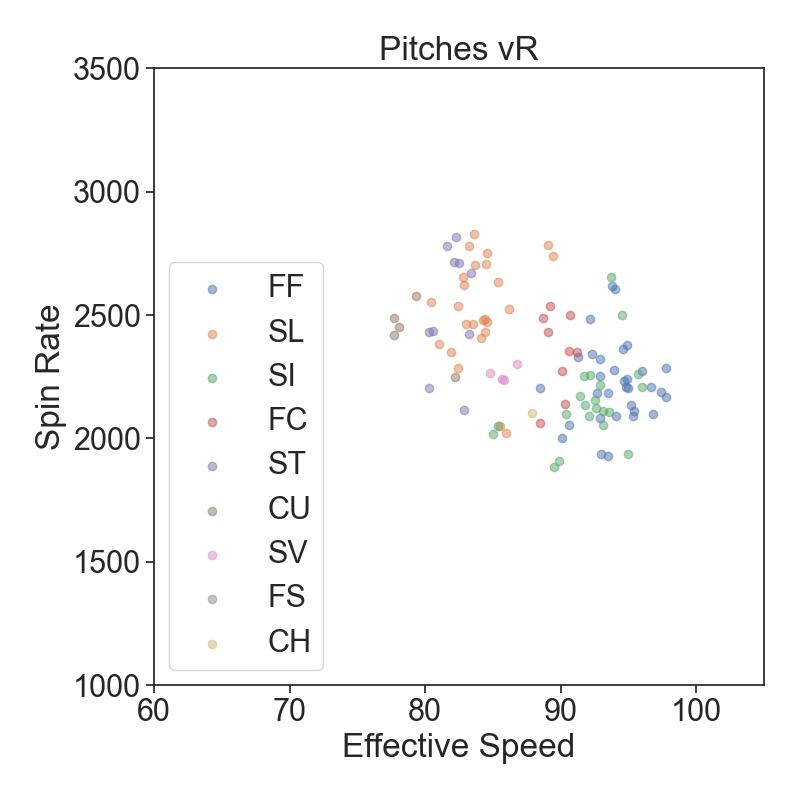 Pitches vR
3500
3000
2500
2000
1500
1000
Spin Rate
FF
SL
SI
FC
ST
CU
SV
FS
CH
60 70 80 90 100
Effective Speed